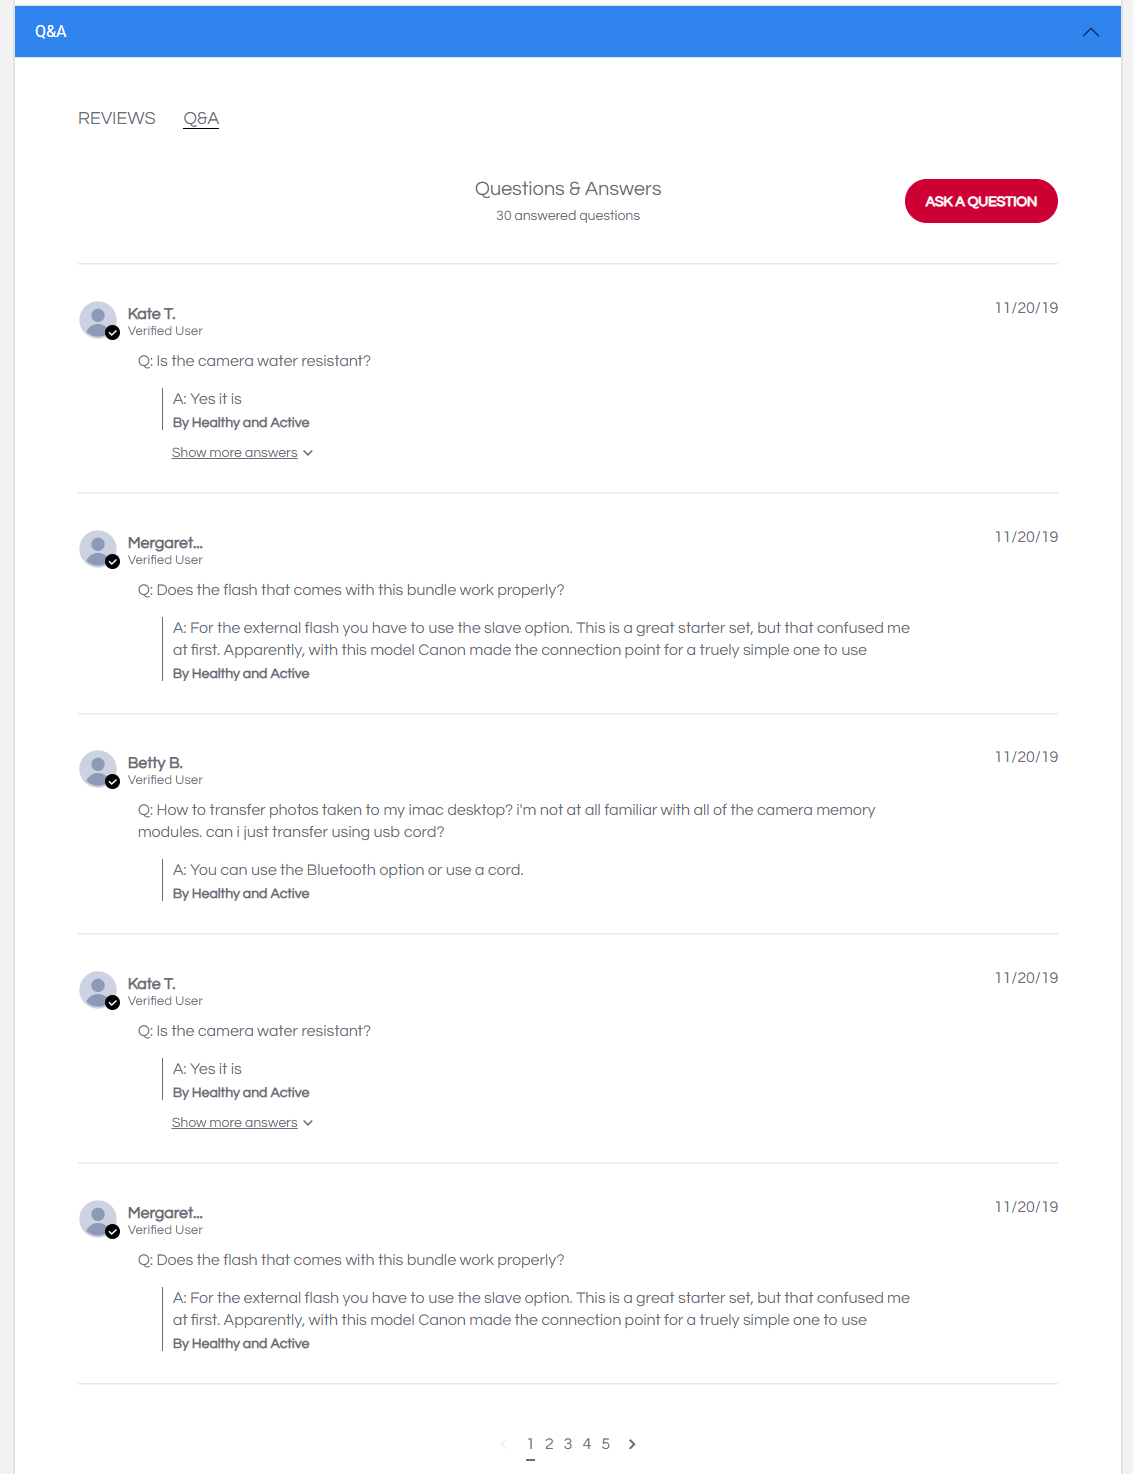 Q&A
REVIEWS Q&A
Questions & Answers
30 answered questions
ASK A QUESTION
Kate T.
11/20/19
Verified User
Q: Is the camera water resistant?
A: Yes it is
By Healthy and Active
Show more answers
Mergaret...
11/20/19
Verified User
Q: Does the flash that comes with this bundle work properly?
A: For the external flash you have to use the slave option. This is a great starter set, but that confused me
at first. Apparently, with this model Canon made the connection point for a truely simple one to use
By Healthy and Active
Betty B.
11/20/19
Verified User
Q: How to transfer photos taken to my imac desktop? i'm not at all familiar with all of the camera memory
modules. can i just transfer using usb cord?
A: You can use the Bluetooth option or use a cord.
By Healthy and Active
Kate T.
11/20/19
Verified User
Q: Is the camera water resistant?
A: Yes it is
By Healthy and Active
Show more answers
Mergaret...
11/20/19
Verified User
Q: Does the flash that comes with this bundle work properly?
A: For the external flash you have to use the slave option. This is a great starter set, but that confused me
at first. Apparently, with this model Canon made the connection point for a truely simple one to use
By Healthy and Active
1 2 3 4 5